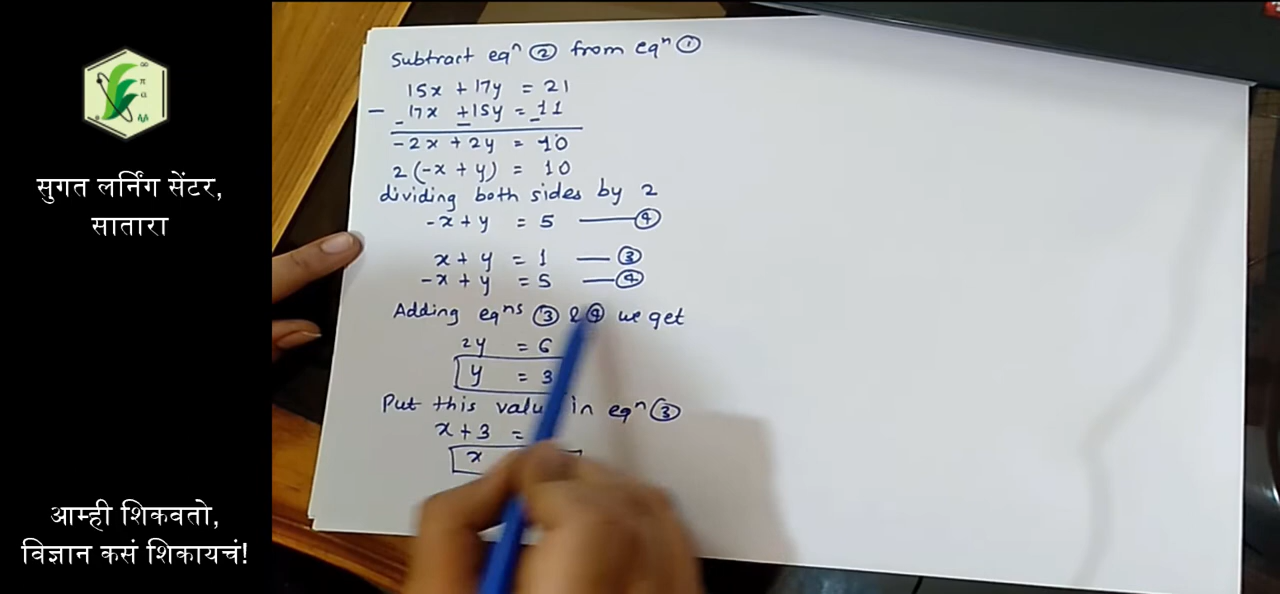 सुगत लर्निंग सेंटर,
सातारा
आम्ही शिकवतो,
विज्ञान कसं शिकायचं!
Subtract eqⁿ ② from eqⁿ ①
15x + 17y = 21
− 17x + 15y = 11
− − −
-2x + 2y = 10
2(-x + y) = 10
dividing both sides by 2
-x + y = 5 —— ④
x + y = 1 —— ③
-x + y = 5 —— ④
Adding eqⁿˢ ③ & ④ we get
2y = 6
y = 3
Put this value in eqⁿ ③
x + 3 =
x